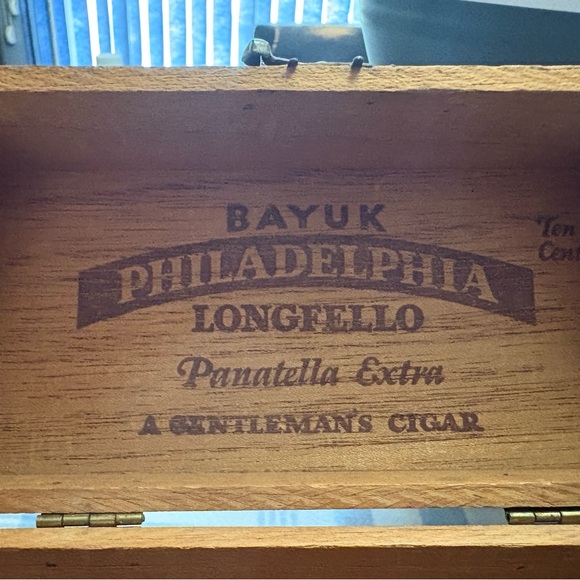 BAYUK
PHILADELPHIA
LONGFELLO
Panatella Extra
A GENTLEMAN'S CIGAR
Ten
Cent